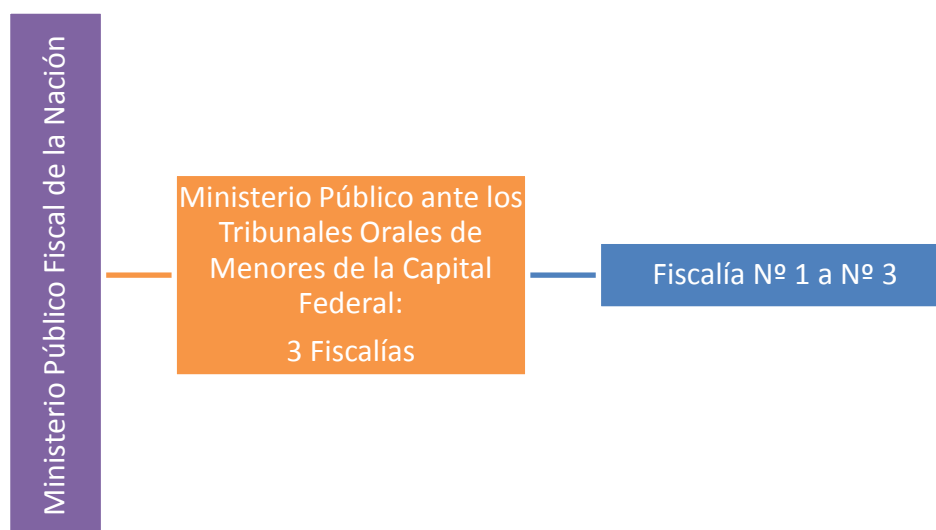 Ministerio Público Fiscal de la Nación
Ministerio Público ante los
Tribunales Orales de
Menores de la Capital
Federal:
3 Fiscalías
Fiscalía Nº 1 a Nº 3